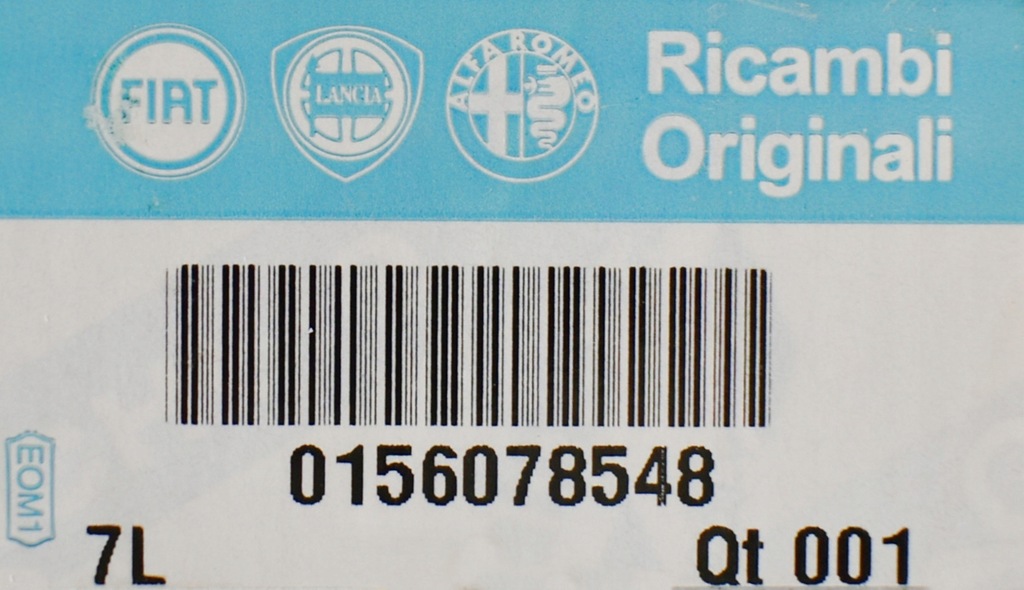 FIAT
LANCIA
ALFA ROMEO
Ricambi
Originali
0156078548
EOM1
7L
Qt 001